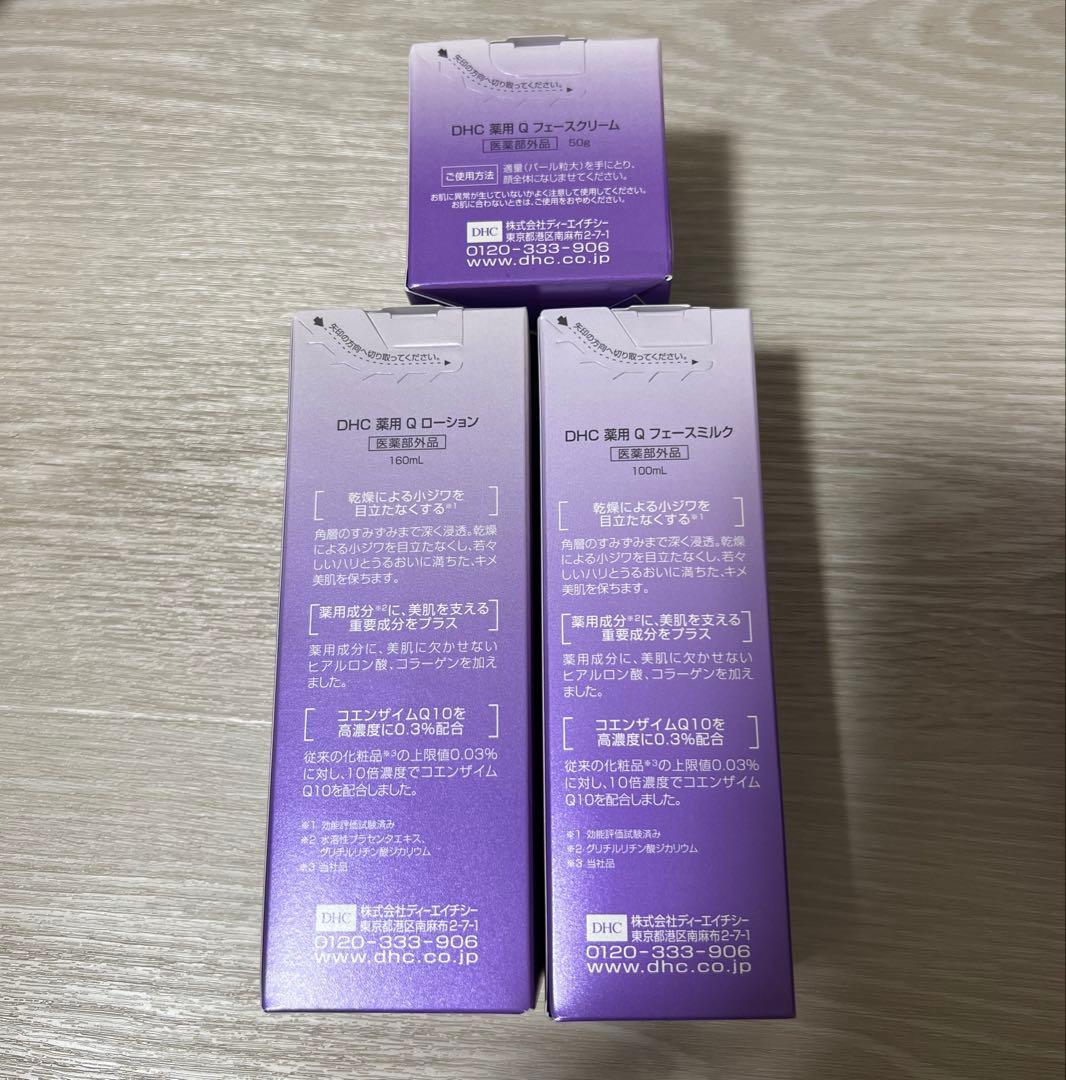 矢印の方向へ切り取ってください。
DHC 薬用 Q フェースクリーム
医薬部外品 50g
ご使用方法
適量(パール粒大)を手にとり、
顔全体になじませてください。
お肌に異常が生じていないかよく注意して使用してください。
お肌に合わないときは、ご使用をおやめください。
DHC
株式会社ディーエイチシー
東京都港区南麻布2-7-1
0120-333-906
www.dhc.co.jp
矢印の方向へ切り取ってください。
DHC 薬用 Q ローション
医薬部外品
160mL
乾燥による小ジワを
目立たなくする※1
角層のすみずみまで深く浸透。乾燥
による小ジワを目立たなくし、若々
しいハリとうるおいに満ちた、キメ
美肌を保ちます。
薬用成分※2に、美肌を支える
重要成分をプラス
薬用成分に、美肌に欠かせない
ヒアルロン酸、コラーゲンを加え
ました。
コエンザイムQ10を
高濃度に0.3%配合
従来の化粧品※3の上限値0.03%
に対し、10倍濃度でコエンザイム
Q10を配合しました。
※1 効能評価試験済み
※2 水溶性プラセンタエキス、
グリチルリチン酸ジカリウム
※3 当社品
DHC
株式会社ディーエイチシー
東京都港区南麻布2-7-1
0120-333-906
www.dhc.co.jp
矢印の方向へ切り取ってください。
DHC 薬用 Q フェースミルク
医薬部外品
100mL
乾燥による小ジワを
目立たなくする※1
角層のすみずみまで深く浸透。乾燥
による小ジワを目立たなくし、若々
しいハリとうるおいに満ちた、キメ
美肌を保ちます。
薬用成分※2に、美肌を支える
重要成分をプラス
薬用成分に、美肌に欠かせない
ヒアルロン酸、コラーゲンを加え
ました。
コエンザイムQ10を
高濃度に0.3%配合
従来の化粧品※3の上限値0.03%
に対し、10倍濃度でコエンザイム
Q10を配合しました。
※1 効能評価試験済み
※2 グリチルリチン酸ジカリウム
※3 当社品
DHC
株式会社ディーエイチシー
東京都港区南麻布2-7-1
0120-333-906
www.dhc.co.jp